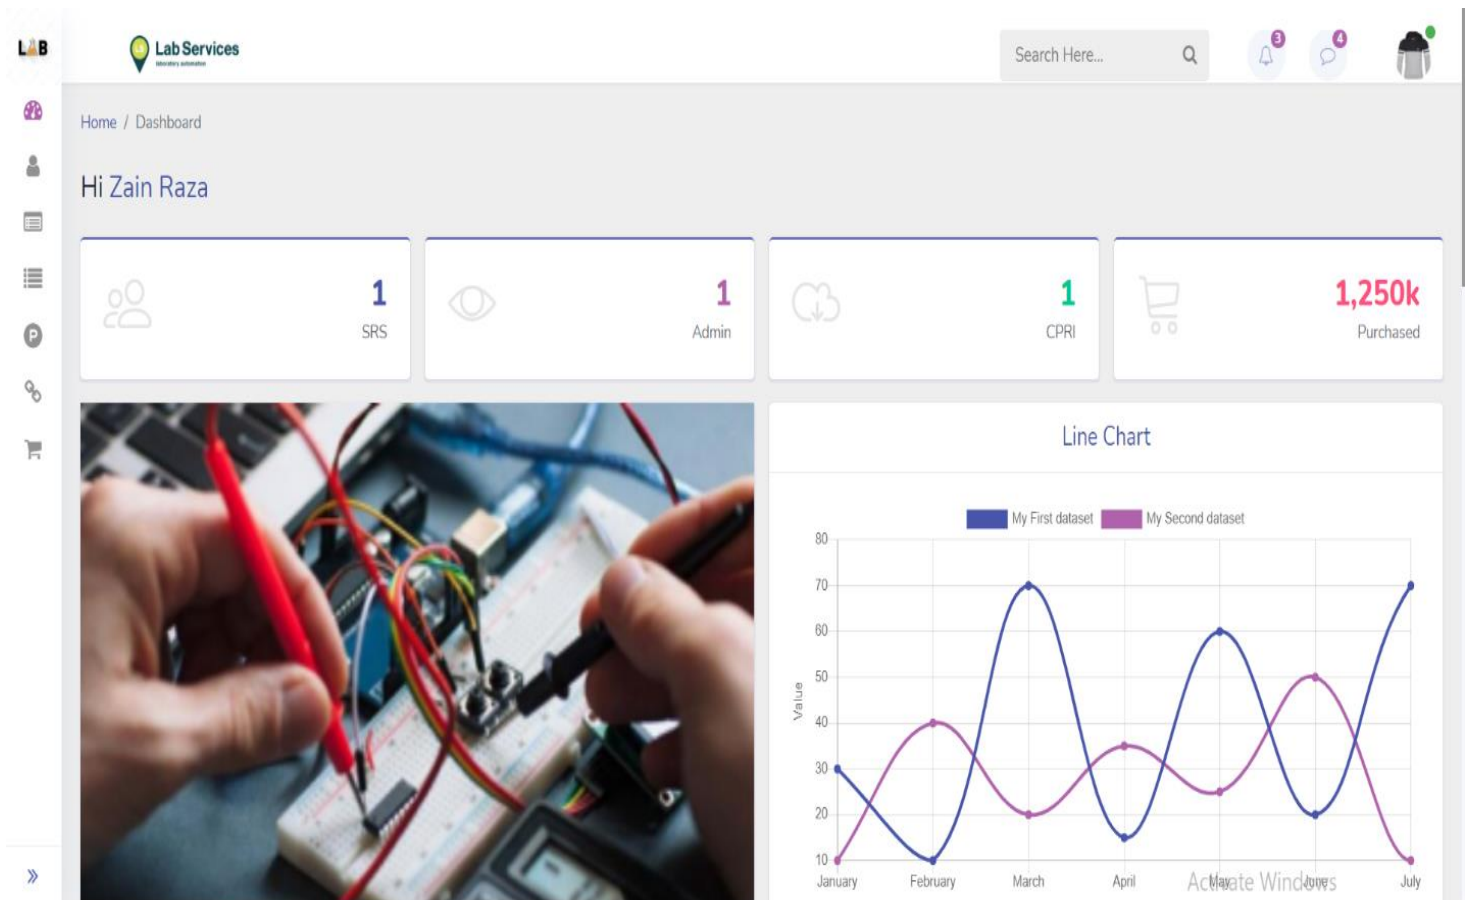 LAB
Lab Services
laboratory automation
Search Here...
3
4
Home / Dashboard
Hi Zain Raza
1
SRS
1
Admin
1
CPRI
1,250k
Purchased
P
Line Chart
My First dataset
My Second dataset
80
70
60
50
40
30
20
10
Value
January
February
March
April
May
June
July
Activate Windows